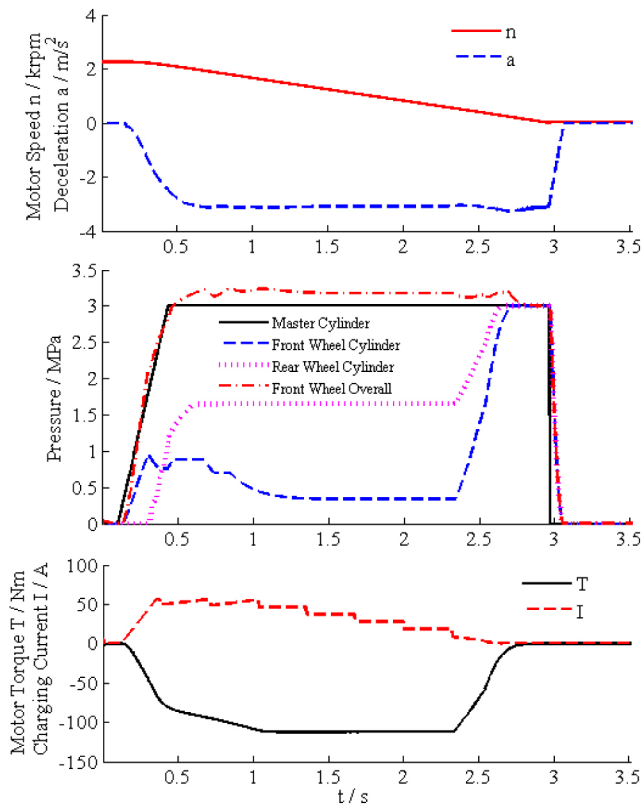 Motor Speed n / krpm
Deceleration a / m/s²
4
2
0
-2
-4
n
a
0.5
1
1.5
2
2.5
3
3.5
Pressure / MPa
3.5
3
2.5
2
1.5
1
0.5
0
Master Cylinder
Front Wheel Cylinder
Rear Wheel Cylinder
Front Wheel Overall
0.5
1
1.5
2
2.5
3
3.5
Motor Torque T / Nm
Charging Current I / A
100
50
0
-50
-100
-150
T
I
0.5
1
1.5
2
2.5
3
3.5
t / s